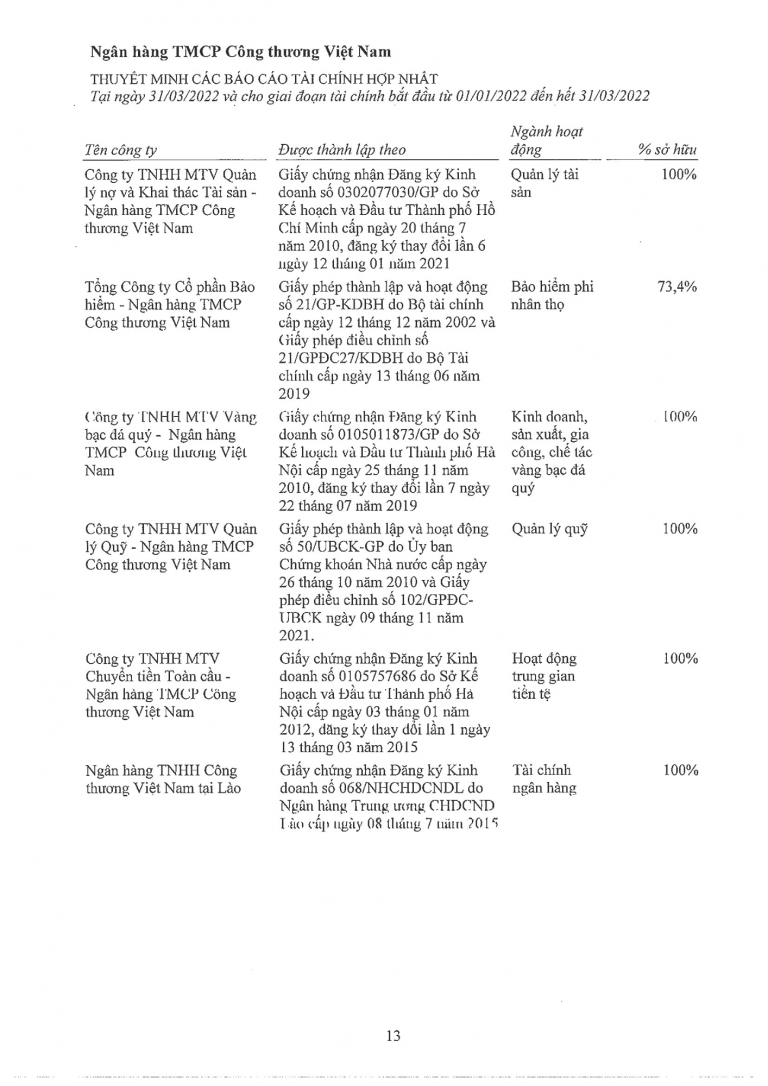 Ngân hàng TMCP Công thương Việt Nam
THUYẾT MINH CÁC BÁO CÁO TÀI CHÍNH HỢP NHẤT
Tại ngày 31/03/2022 và cho giai đoạn tài chính bắt đầu từ 01/01/2022 đến hết 31/03/2022
Tên công ty
Được thành lập theo
Ngành hoạt
động
% sở hữu
Công ty TNHH MTV Quản
lý nợ và Khai thác Tài sản -
Ngân hàng TMCP Công
thương Việt Nam
Giấy chứng nhận Đăng ký Kinh
doanh số 0302077030/GP do Sở
Kế hoạch và Đầu tư Thành phố Hồ
Chí Minh cấp ngày 20 tháng 7
năm 2010, đăng ký thay đổi lần 6
ngày 12 tháng 01 năm 2021
Quản lý tài
sản
100%
Tổng Công ty Cổ phần Bảo
hiểm - Ngân hàng TMCP
Công thương Việt Nam
Giấy phép thành lập và hoạt động
số 21/GP-KDBH do Bộ tài chính
cấp ngày 12 tháng 12 năm 2002 và
Giấy phép điều chỉnh số
21/GPĐC27/KDBH do Bộ Tài
chính cấp ngày 13 tháng 06 năm
2019
Bảo hiểm phi
nhân thọ
73,4%
Công ty TNHH MTV Vàng
bạc đá quý - Ngân hàng
TMCP Công thương Việt
Nam
Giấy chứng nhận Đăng ký Kinh
doanh số 0105011873/GP do Sở
Kế hoạch và Đầu tư Thành phố Hà
Nội cấp ngày 25 tháng 11 năm
2010, đăng ký thay đổi lần 7 ngày
22 tháng 07 năm 2019
Kinh doanh,
sản xuất, gia
công, chế tác
vàng bạc đá
quý
100%
Công ty TNHH MTV Quản
lý Quỹ - Ngân hàng TMCP
Công thương Việt Nam
Giấy phép thành lập và hoạt động
số 50/UBCK-GP do Ủy ban
Chứng khoán Nhà nước cấp ngày
26 tháng 10 năm 2010 và Giấy
phép điều chỉnh số 102/GPĐC-
UBCK ngày 09 tháng 11 năm
2021.
Quản lý quỹ
100%
Công ty TNHH MTV
Chuyển tiền Toàn cầu -
Ngân hàng TMCP Công
thương Việt Nam
Giấy chứng nhận Đăng ký Kinh
doanh số 0105757686 do Sở Kế
hoạch và Đầu tư Thành phố Hà
Nội cấp ngày 03 tháng 01 năm
2012, đăng ký thay đổi lần 1 ngày
13 tháng 03 năm 2015
Hoạt động
trung gian
tiền tệ
100%
Ngân hàng TNHH Công
thương Việt Nam tại Lào
Giấy chứng nhận Đăng ký Kinh
doanh số 068/NHCHDCNDL do
Ngân hàng Trung ương CHDCND
Lào cấp ngày 08 tháng 7 năm 2015
Tài chính
ngân hàng
100%
13